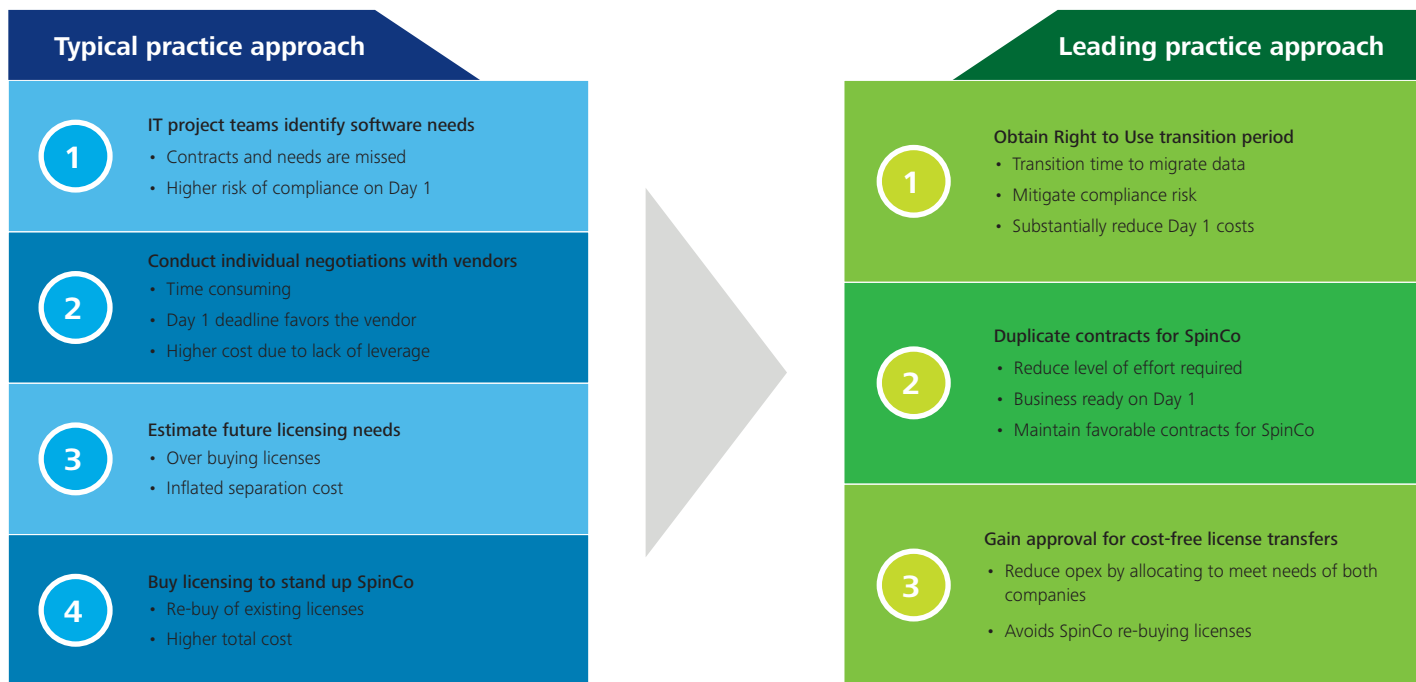 Typical practice approach
1
IT project teams identify software needs
• Contracts and needs are missed
• Higher risk of compliance on Day 1
2
Conduct individual negotiations with vendors
• Time consuming
• Day 1 deadline favors the vendor
• Higher cost due to lack of leverage
3
Estimate future licensing needs
• Over buying licenses
• Inflated separation cost
4
Buy licensing to stand up SpinCo
• Re-buy of existing licenses
• Higher total cost
Leading practice approach
1
Obtain Right to Use transition period
• Transition time to migrate data
• Mitigate compliance risk
• Substantially reduce Day 1 costs
2
Duplicate contracts for SpinCo
• Reduce level of effort required
• Business ready on Day 1
• Maintain favorable contracts for SpinCo
3
Gain approval for cost-free license transfers
• Reduce opex by allocating to meet needs of both
companies
• Avoids SpinCo re-buying licenses